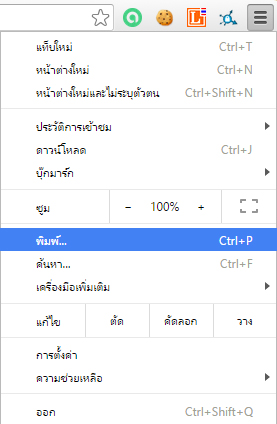 แท็บใหม่ Ctrl+T
หน้าต่างใหม่ Ctrl+N
หน้าต่างใหม่และไม่ระบุตัวตน Ctrl+Shift+N
ประวัติการเข้าชม
ดาวน์โหลด Ctrl+J
บุ๊กมาร์ก
ซูม − 100% +
พิมพ์... Ctrl+P
ค้นหา... Ctrl+F
เครื่องมือเพิ่มเติม
แก้ไข ตัด คัดลอก วาง
การตั้งค่า
ความช่วยเหลือ
ออก Ctrl+Shift+Q